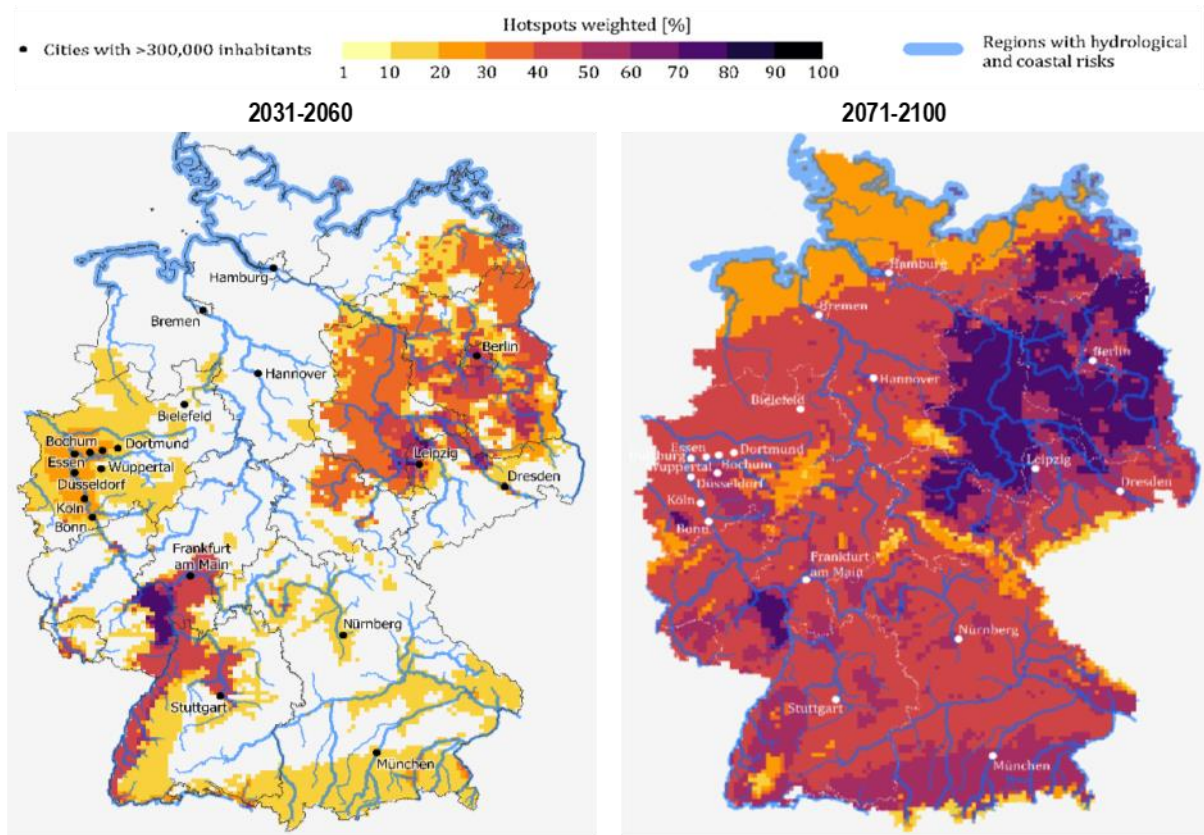 Hotspots weighted [%]
Cities with >300,000 inhabitants
1 10 20 30 40 50 60 70 80 90 100
Regions with hydrological
and coastal risks
2031-2060
2071-2100
Hamburg
Bremen
Berlin
Hannover
Bielefeld
Bochum
Dortmund
Essen
Wuppertal
Düsseldorf
Köln
Bonn
Leipzig
Dresden
Frankfurt
am Main
Nürnberg
Stuttgart
München
Hamburg
Bremen
Berlin
Hannover
Bielefeld
Essen
Dortmund
Wuppertal
Bochum
Düsseldorf
Köln
Bonn
Leipzig
Dresden
Frankfurt
am Main
Nürnberg
Stuttgart
München